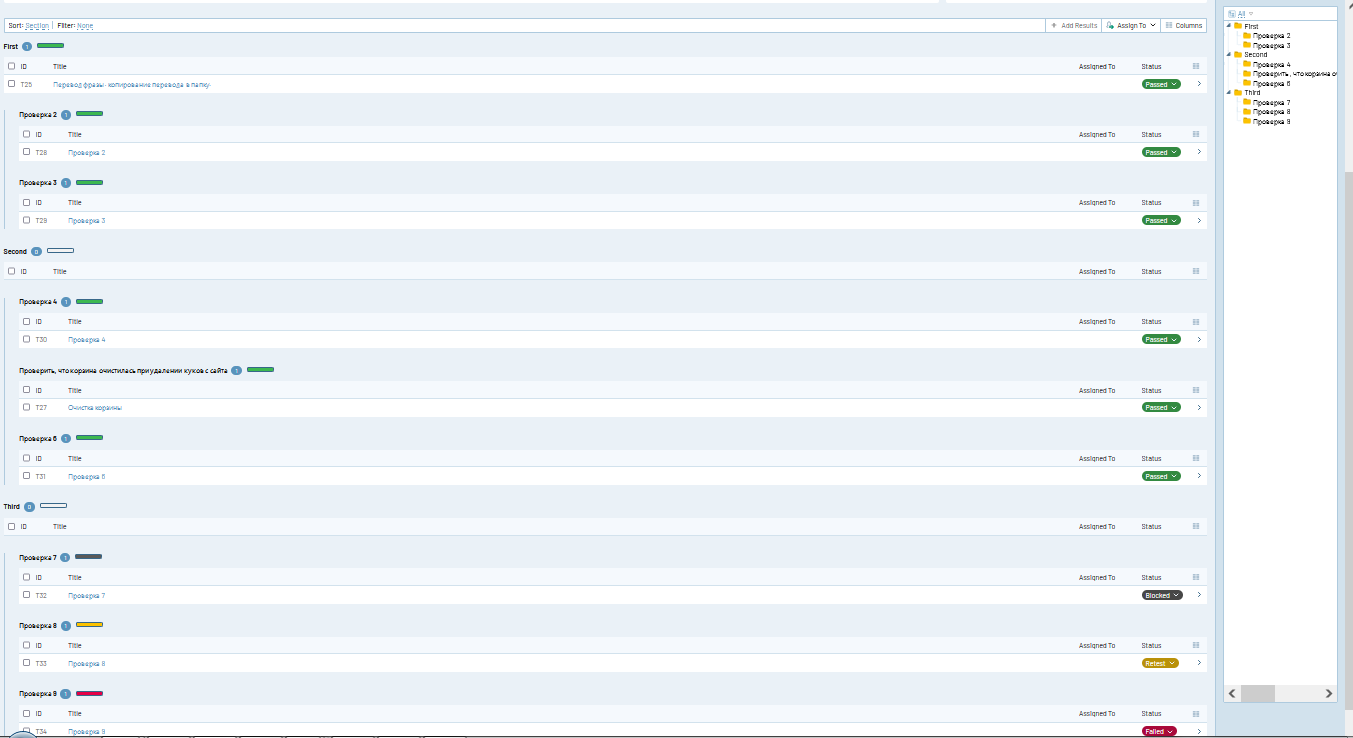 Sort: Section | Filter: None + Add Results Assign To Columns
All
First 1
First
ID Title Assigned To Status
Проверка 2
Проверка 3
T25 Перевод фразы- копирование перевода в папку Passed
Second
Проверка 4
Проверить, что корзина о
Проверка 6
Third
Проверка 7
Проверка 8
Проверка 9
Проверка 2 1
ID Title Assigned To Status
T28 Проверка 2 Passed
Проверка 3 1
ID Title Assigned To Status
T29 Проверка 3 Passed
Second 0
ID Title Assigned To Status
Проверка 4 1
ID Title Assigned To Status
T30 Проверка 4 Passed
Проверить, что корзина очистилась при удалении куков с сайта 1
ID Title Assigned To Status
T27 Очистка корзины Passed
Проверка 6 1
ID Title Assigned To Status
T31 Проверка 6 Passed
Third 0
ID Title Assigned To Status
Проверка 7 1
ID Title Assigned To Status
T32 Проверка 7 Blocked
Проверка 8 1
ID Title Assigned To Status
T33 Проверка 8 Retest
Проверка 9 1
ID Title Assigned To Status
T34 Проверка 9 Failed